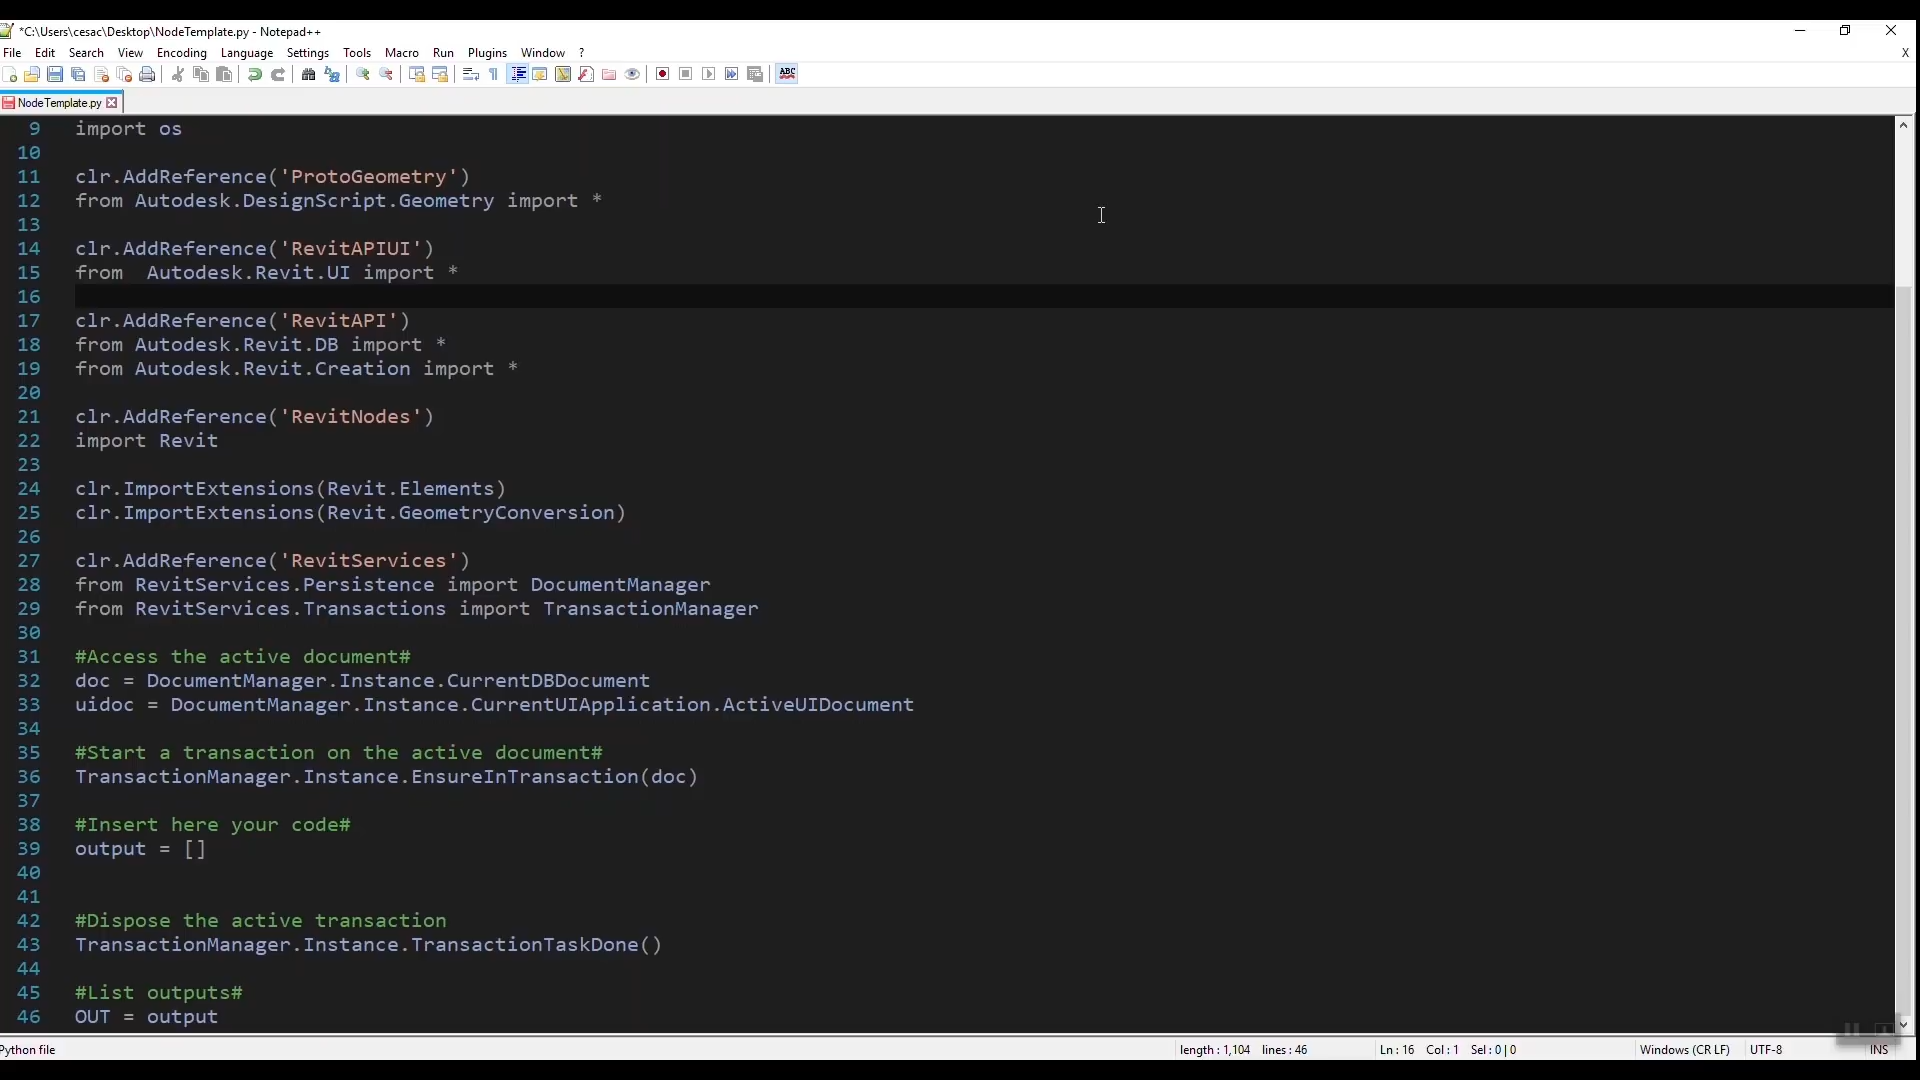 *C:\Users\cesac\Desktop\NodeTemplate.py - Notepad++
File Edit Search View Encoding Language Settings Tools Macro Run Plugins Window ? X
ABC
NodeTemplate.py
9 import os
10
11 clr.AddReference('ProtoGeometry')
12 from Autodesk.DesignScript.Geometry import *
13
14 clr.AddReference('RevitAPIUI')
15 from  Autodesk.Revit.UI import *
16
17 clr.AddReference('RevitAPI')
18 from Autodesk.Revit.DB import *
19 from Autodesk.Revit.Creation import *
20
21 clr.AddReference('RevitNodes')
22 import Revit
23
24 clr.ImportExtensions(Revit.Elements)
25 clr.ImportExtensions(Revit.GeometryConversion)
26
27 clr.AddReference('RevitServices')
28 from RevitServices.Persistence import DocumentManager
29 from RevitServices.Transactions import TransactionManager
30
31 #Access the active document#
32 doc = DocumentManager.Instance.CurrentDBDocument
33 uidoc = DocumentManager.Instance.CurrentUIApplication.ActiveUIDocument
34
35 #Start a transaction on the active document#
36 TransactionManager.Instance.EnsureInTransaction(doc)
37
38 #Insert here your code#
39 output = []
40
41
42 #Dispose the active transaction
43 TransactionManager.Instance.TransactionTaskDone()
44
45 #List outputs#
46 OUT = output
Python file length : 1,104 lines : 46 Ln : 16 Col : 1 Sel : 0 | 0 Windows (CR LF) UTF-8 INS